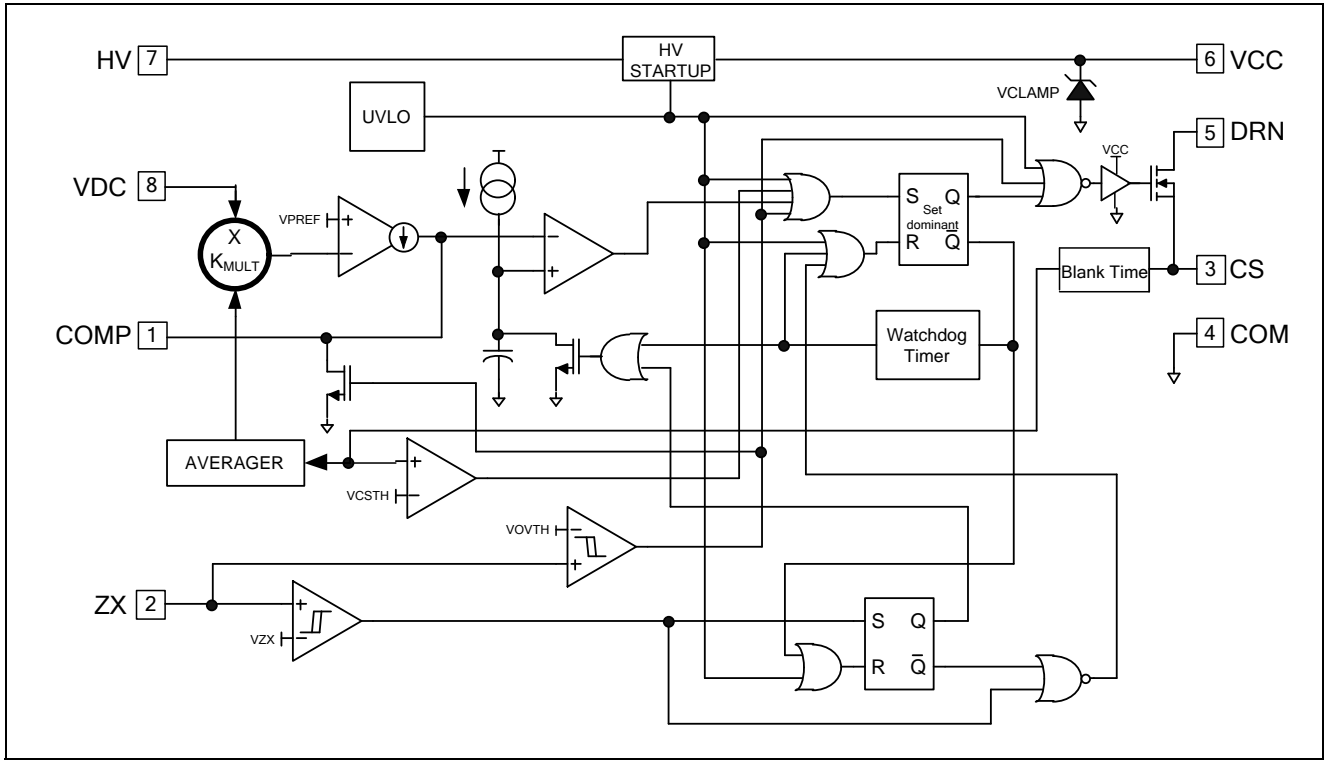 HV 7
HV
STARTUP
6 VCC
VCLAMP
UVLO
5 DRN
VCC
VDC 8
VPREF
+
−
X
KMULT
−
+
S Q
Set
dominant
R Q̅
Blank Time
3 CS
COMP 1
Watchdog
Timer
4 COM
AVERAGER
+
VCSTH −
VOVTH −
+
ZX 2
+
VZX −
S Q
R Q̅